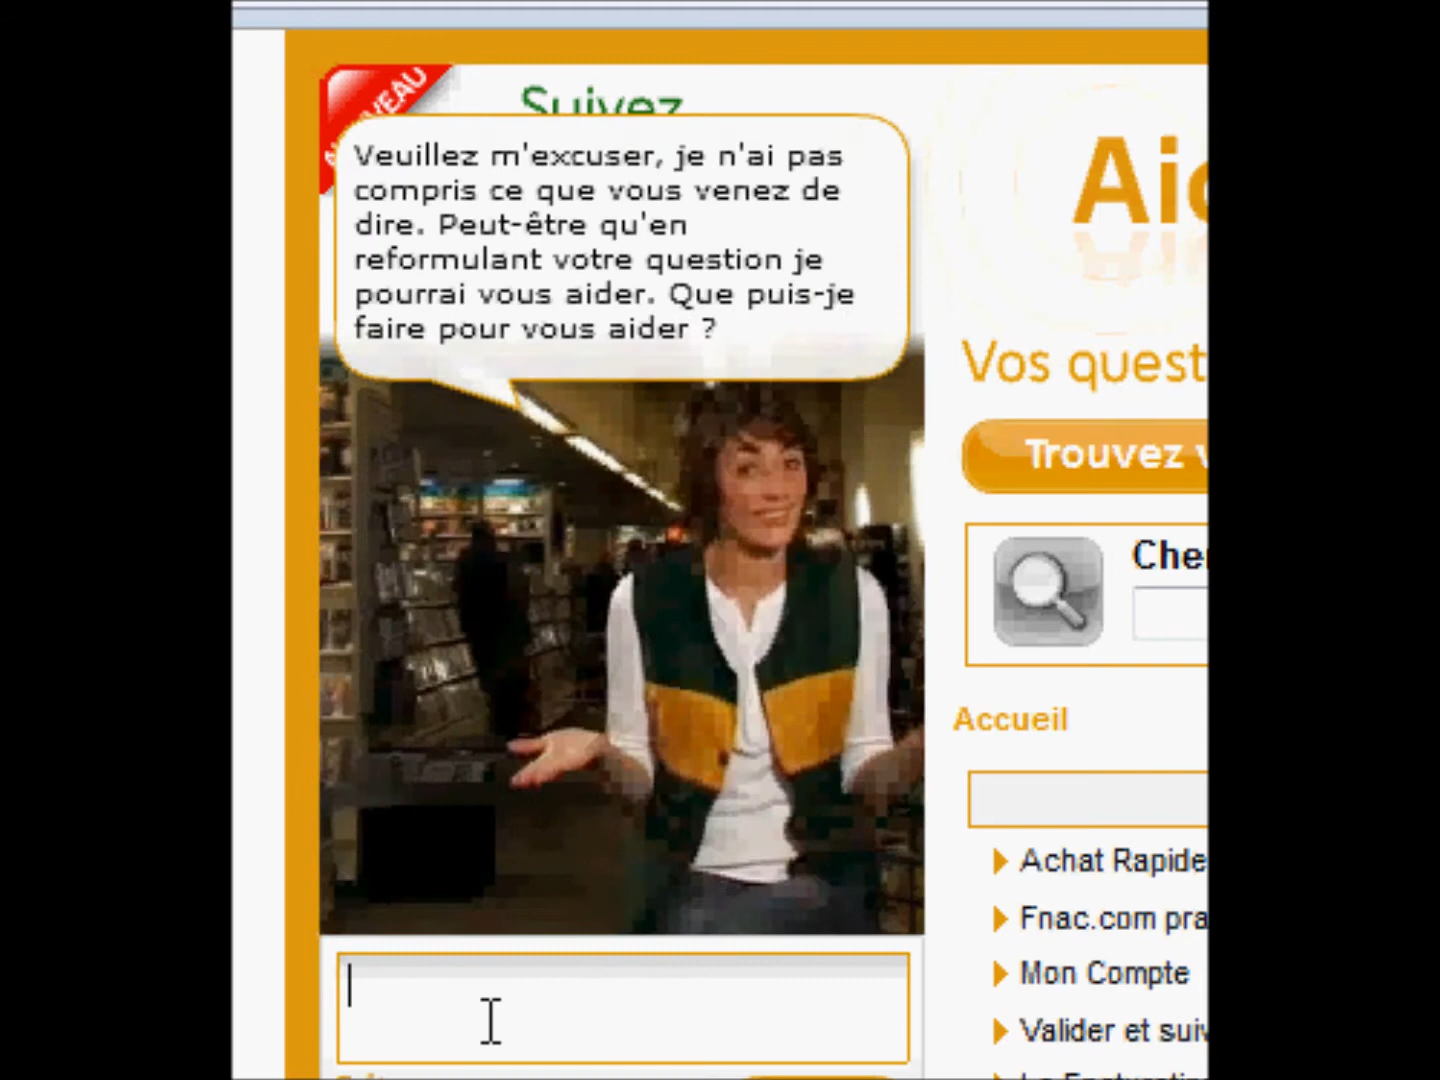 Suivez
Veuillez m'excuser, je n'ai pas
compris ce que vous venez de
dire. Peut-être qu'en
reformulant votre question je
pourrai vous aider. Que puis-je
faire pour vous aider ?
Vos quest
Trouvez v
Accueil
Achat Rapide
Fnac.com pra
Mon Compte
Valider et suiv